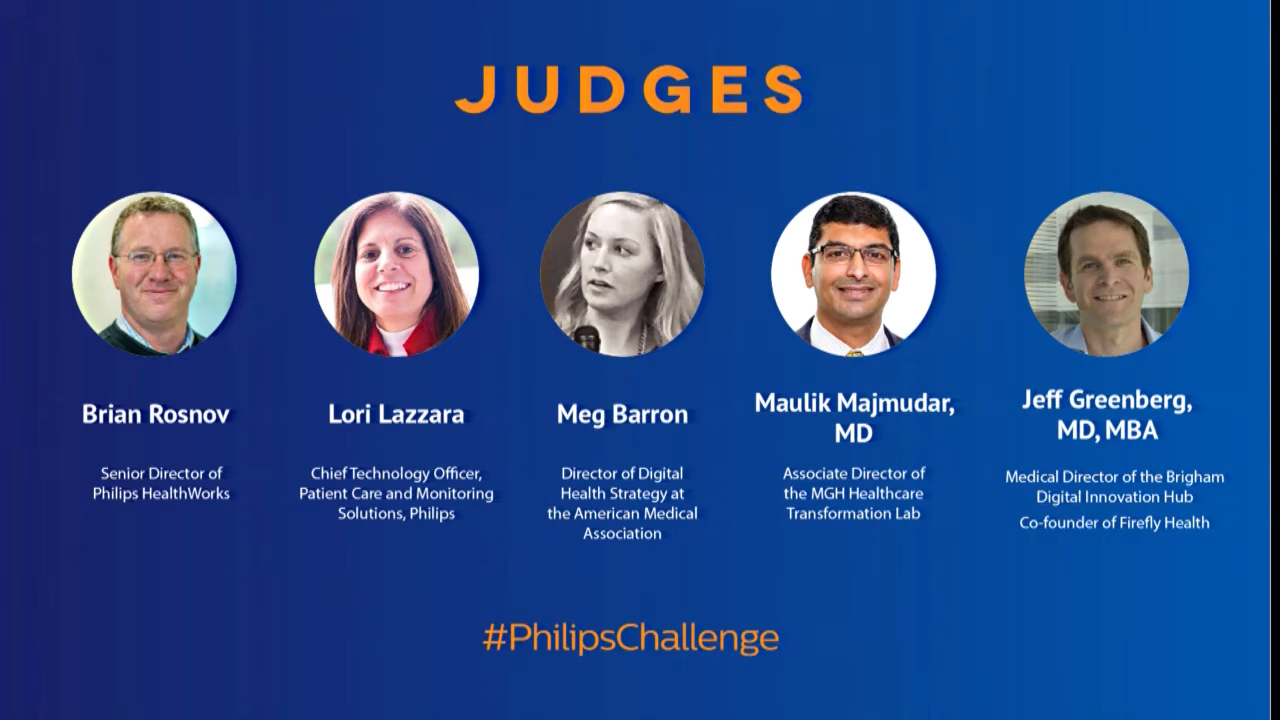 JUDGES
Brian Rosnov
Senior Director of
Philips HealthWorks
Lori Lazzara
Chief Technology Officer,
Patient Care and Monitoring
Solutions, Philips
Meg Barron
Director of Digital
Health Strategy at
the American Medical
Association
Maulik Majmudar,
MD
Associate Director of
the MGH Healthcare
Transformation Lab
Jeff Greenberg,
MD, MBA
Medical Director of the Brigham
Digital Innovation Hub
Co-founder of Firefly Health
#PhilipsChallenge